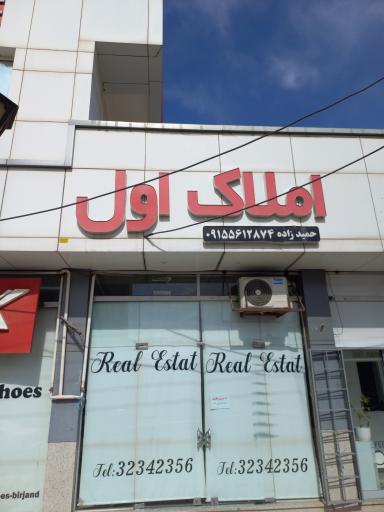 املاک اول
حمید زاده ۰۹۱۵۵۶۱۲۸۷۴
Real Estat
Real Estat
Tel:32342356
Tel:32342356
hoes
es-birjand